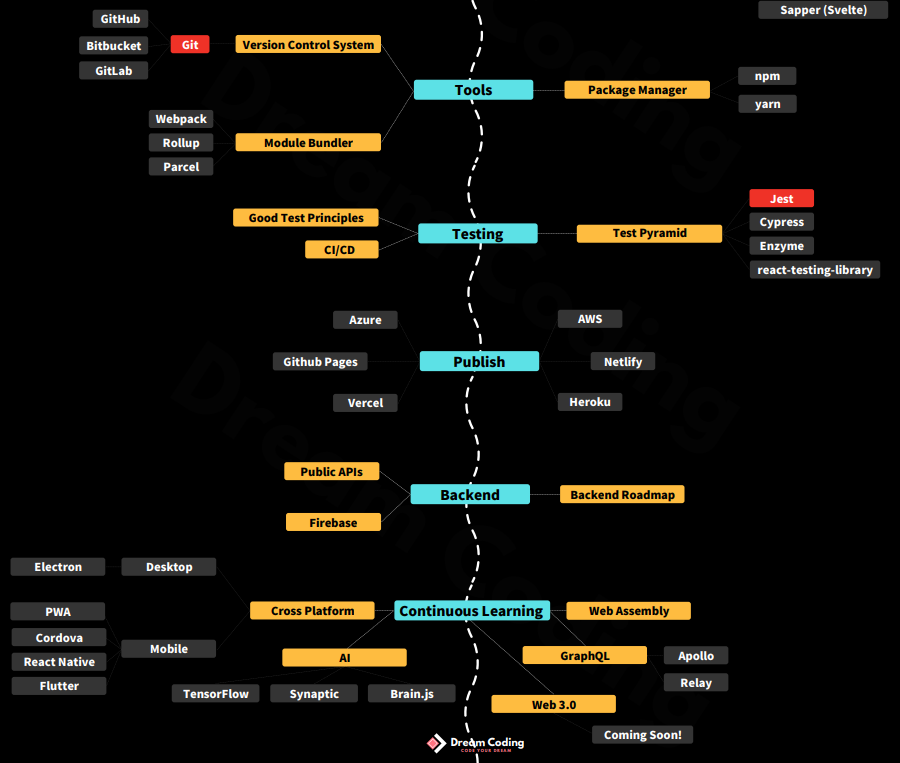 Sapper (Svelte)
GitHub
Bitbucket
GitLab
Git
Version Control System
Tools
Package Manager
npm
yarn
Webpack
Rollup
Parcel
Module Bundler
Good Test Principles
CI/CD
Testing
Test Pyramid
Jest
Cypress
Enzyme
react-testing-library
Azure
Github Pages
Vercel
Publish
AWS
Netlify
Heroku
Public APIs
Firebase
Backend
Backend Roadmap
Electron
Desktop
PWA
Cordova
React Native
Flutter
Mobile
Cross Platform
Continuous Learning
Web Assembly
AI
TensorFlow
Synaptic
Brain.js
GraphQL
Apollo
Relay
Web 3.0
Coming Soon!
Dream Coding
CODE YOUR DREAM
Dream Coding
Dream Coding